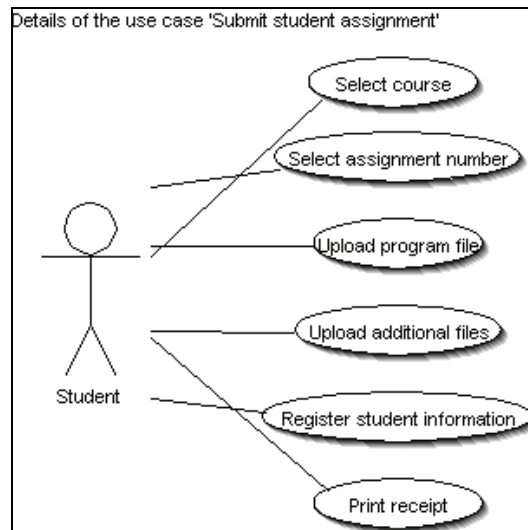 Details of the use case 'Submit student assignment'
Select course
Select assignment number
Upload program file
Upload additional files
Student
Register student information
Print receipt